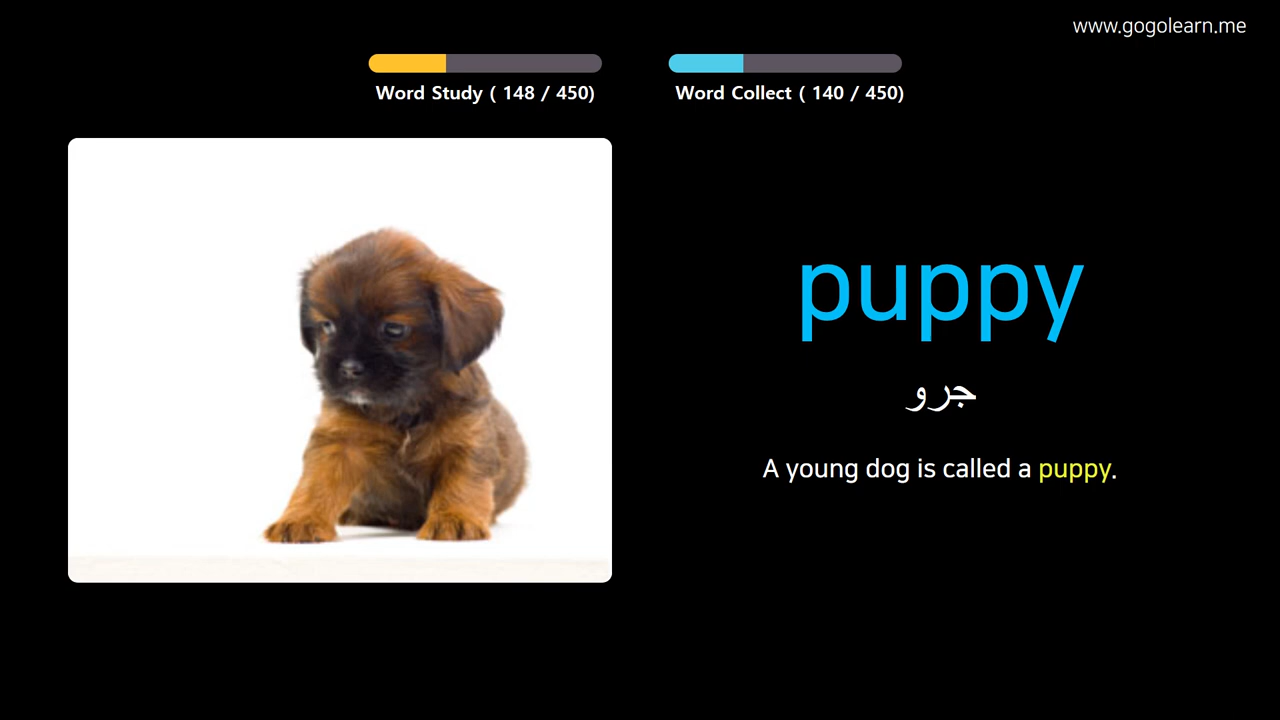 www.gogolearn.me
Word Study ( 148 / 450)
Word Collect ( 140 / 450)
puppy
جرو
A young dog is called a puppy.